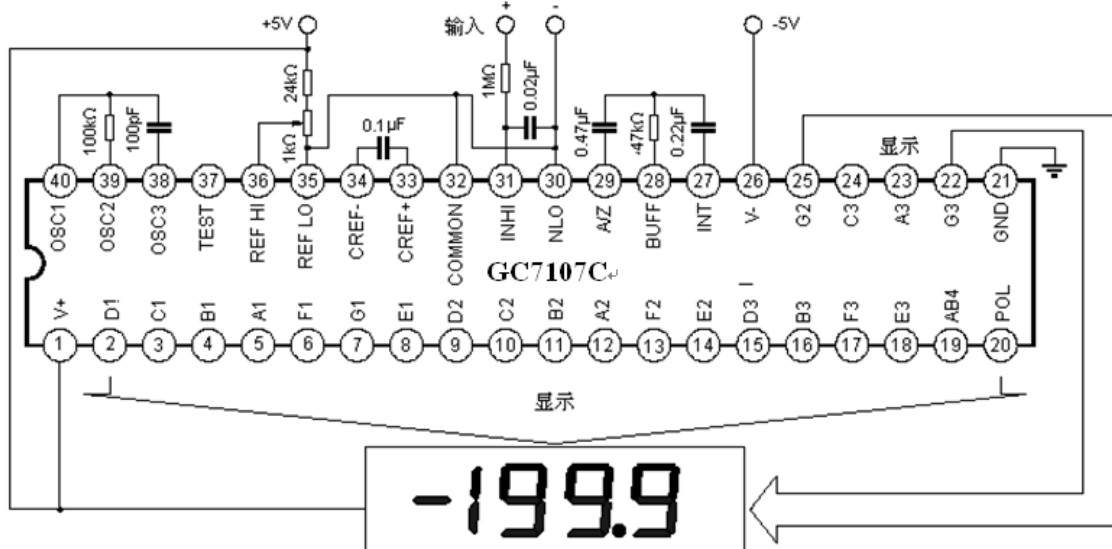 +5V 输入 + - -5V
24kΩ 1MΩ 0.02μF
100kΩ 100pF 1kΩ 0.1μF 0.47μF 47kΩ 0.22μF 显示
40 39 38 37 36 35 34 33 32 31 30 29 28 27 26 25 24 23 22 21
OSC1 OSC2 OSC3 TEST REF HI REF LO CREF- CREF+ COMMON INHI NLO A/Z BUFF INT V- G2 C3 A3 G3 GND
GC7107C
V+ D1 C1 B1 A1 F1 G1 E1 D2 C2 B2 A2 F2 E2 D3 B3 F3 E3 AB4 POL
1 2 3 4 5 6 7 8 9 10 11 12 13 14 15 16 17 18 19 20
显示
-199.9